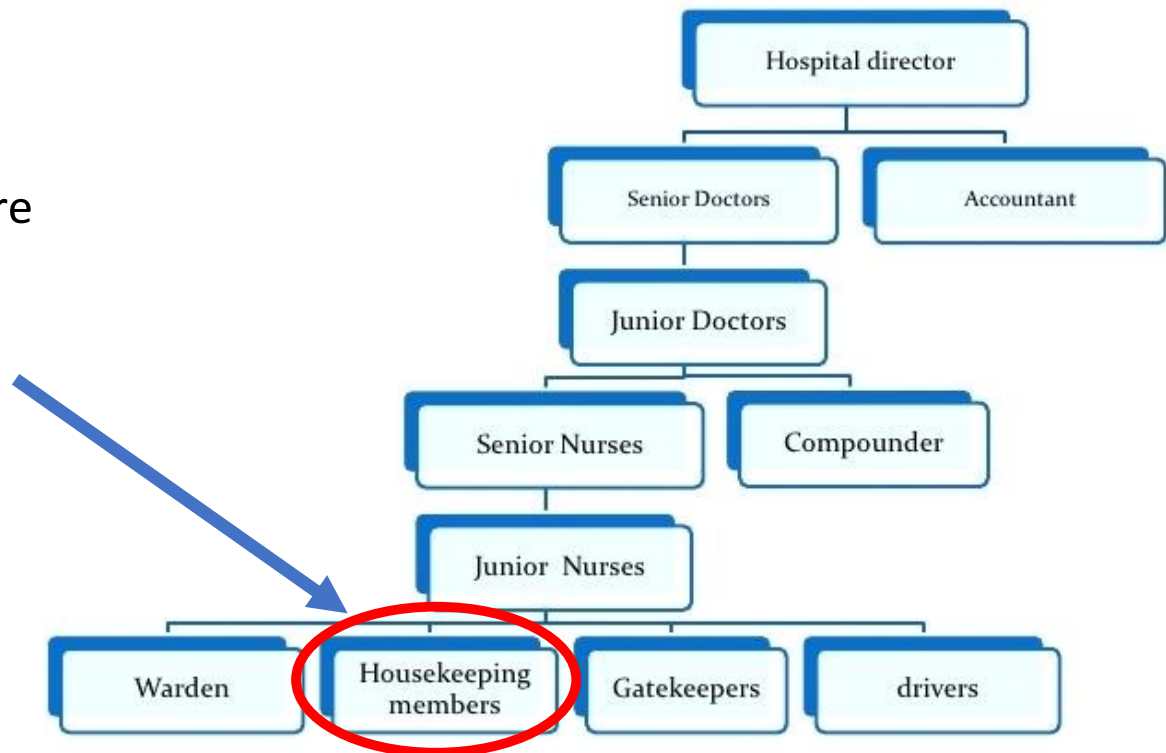 Hospital director
Senior Doctors
Accountant
re
Junior Doctors
Senior Nurses
Compounder
Junior Nurses
Warden
Housekeeping
members
Gatekeepers
drivers